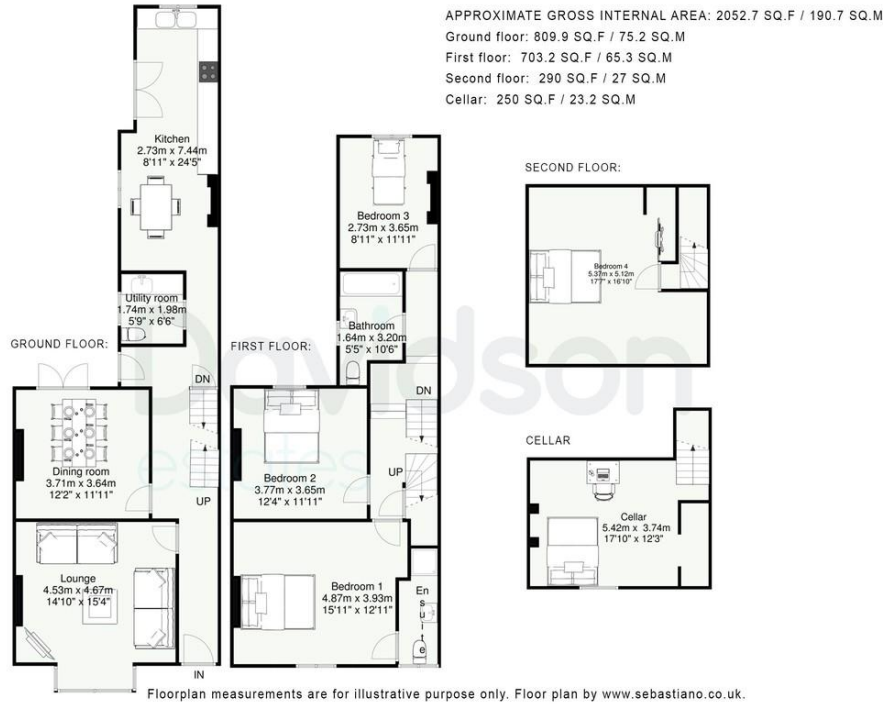 APPROXIMATE GROSS INTERNAL AREA: 2052.7 SQ.F / 190.7 SQ.M
Ground floor: 809.9 SQ.F / 75.2 SQ.M
First floor: 703.2 SQ.F / 65.3 SQ.M
Second floor: 290 SQ.F / 27 SQ.M
Cellar: 250 SQ.F / 23.2 SQ.M
Kitchen
2.73m x 7.44m
8'11" x 24'5"
Utility room
1.74m x 1.98m
5'9" x 6'6"
GROUND FLOOR:
DN
UP
Dining room
3.71m x 3.64m
12'2" x 11'11"
Lounge
4.53m x 4.67m
14'10" x 15'4"
IN
FIRST FLOOR:
Bedroom 3
2.73m x 3.65m
8'11" x 11'11"
Bathroom
1.64m x 3.20m
5'5" x 10'6"
DN
UP
Bedroom 2
3.77m x 3.65m
12'4" x 11'11"
Bedroom 1
4.87m x 3.93m
15'11" x 12'11"
En
suite
SECOND FLOOR:
Bedroom 4
5.37m x 5.12m
17'7" x 16'10"
CELLAR
Cellar
5.42m x 3.74m
17'10" x 12'3"
Davidson
estates
Floorplan measurements are for illustrative purpose only. Floor plan by www.sebastiano.co.uk.